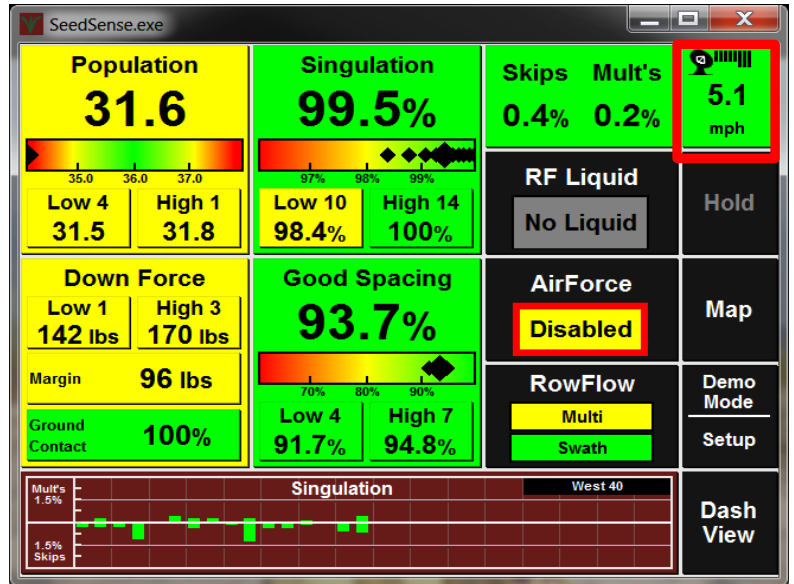 SeedSense.exe
Population
31.6
35.0 36.0 37.0
Low 4 High 1
31.5 31.8
Singulation
99.5%
97% 98% 99%
Low 10 High 14
98.4% 100%
Skips Mult's
0.4% 0.2%
5.1
mph
RF Liquid
No Liquid
Hold
Down Force
Low 1 High 3
142 lbs 170 lbs
Margin 96 lbs
Ground
Contact 100%
Good Spacing
93.7%
70% 80% 90%
Low 4 High 7
91.7% 94.8%
AirForce
Disabled
Map
RowFlow
Multi
Swath
Demo
Mode
Setup
Singulation West 40
Mult's
1.5%
1.5%
Skips
Dash
View